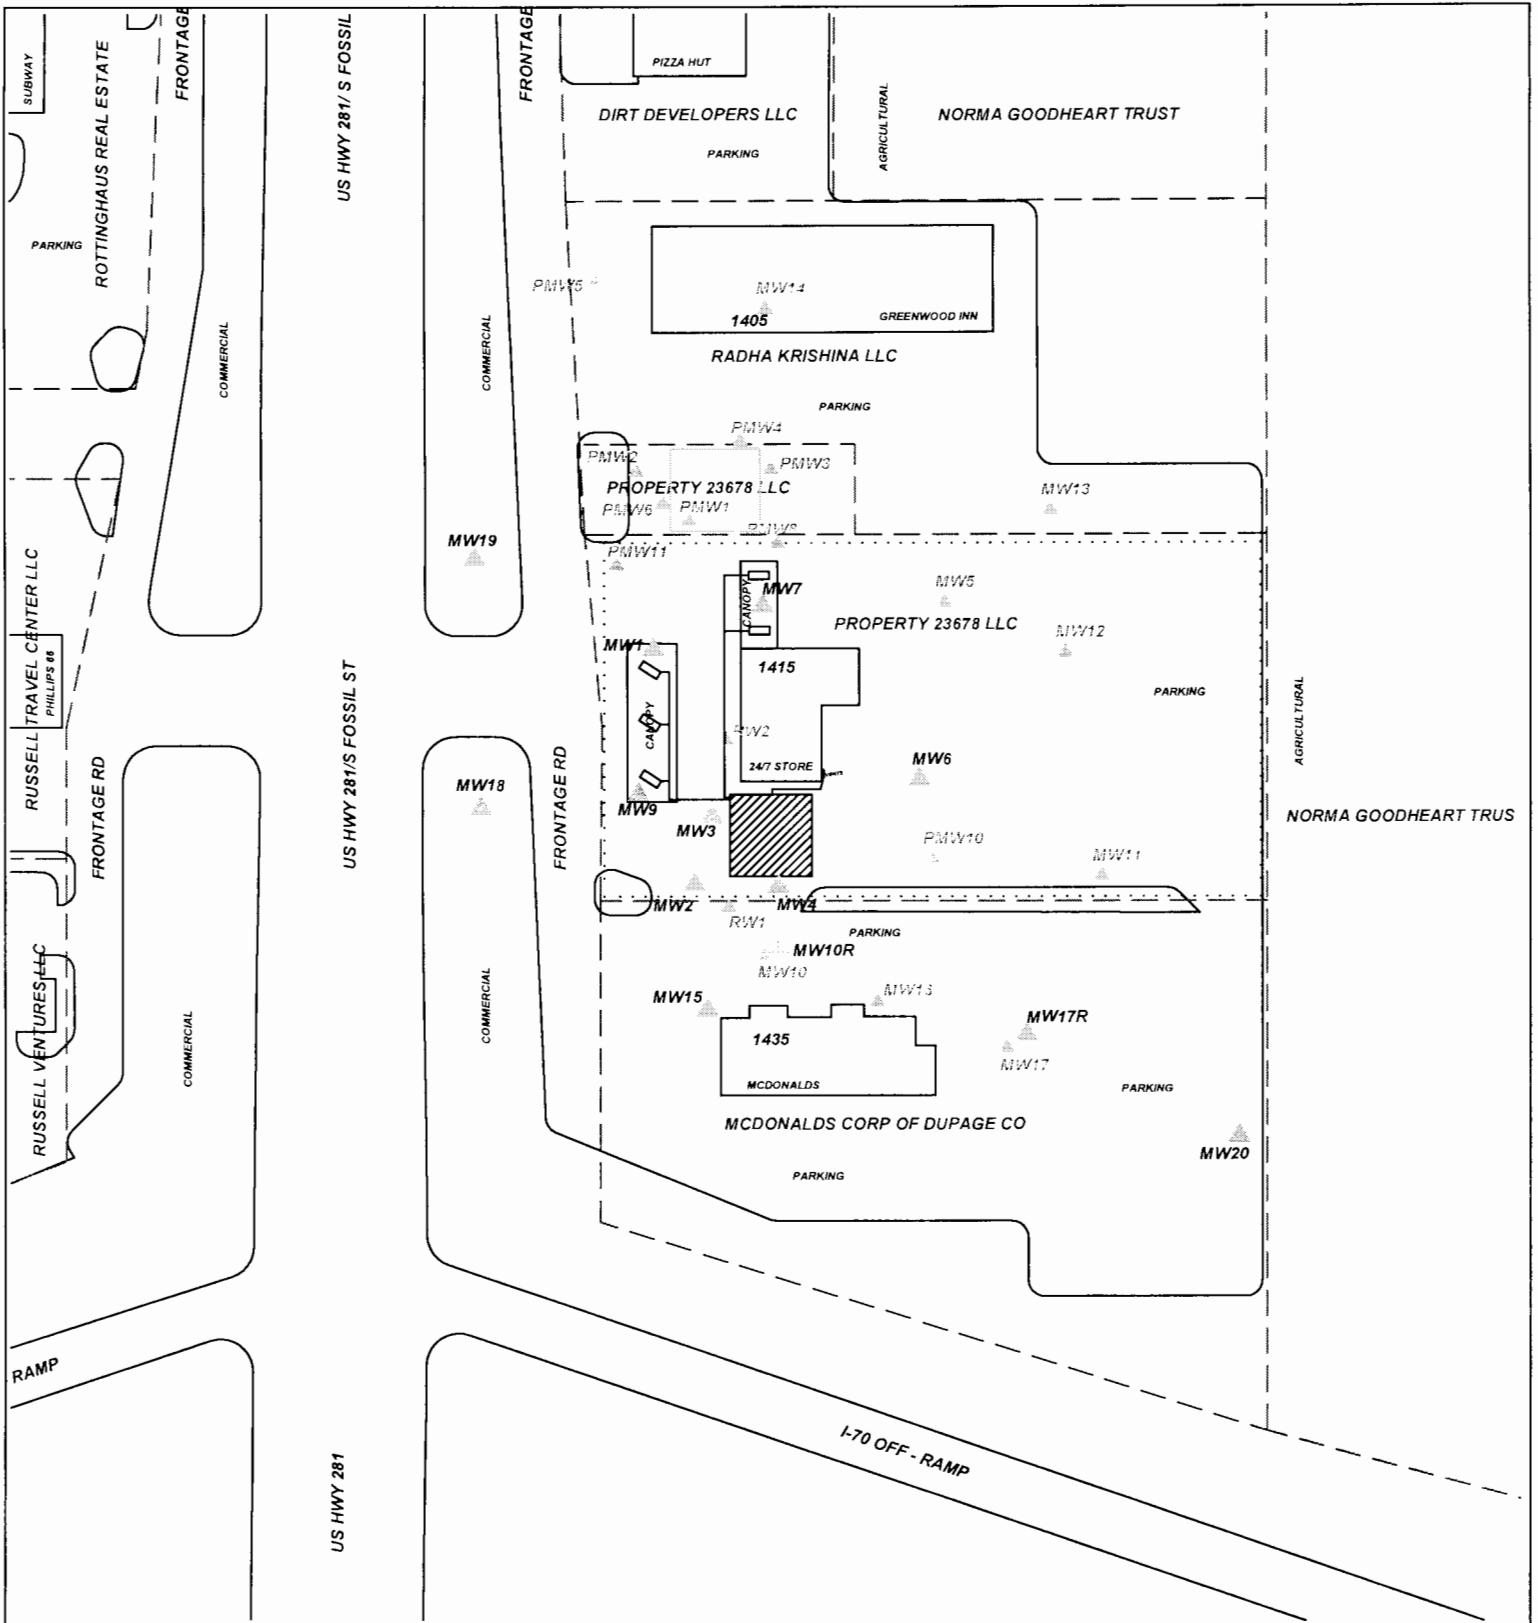 SUBWAY
ROTTINGHAUS REAL ESTATE
FRONTAGE
US HWY 281/ S FOSSIL
FRONTAGE
PIZZA HUT
DIRT DEVELOPERS LLC
PARKING
AGRICULTURAL
NORMA GOODHEART TRUST
PARKING
COMMERCIAL
COMMERCIAL
PMW5
MW14
1405
GREENWOOD INN
RADHA KRISHINA LLC
PARKING
PMW4
PMW2
PMW3
PROPERTY 23678 LLC
PMW6
PMW1
MW13
MW19
PMW11
MW7
CANOPY
MW5
PROPERTY 23678 LLC
MW12
MW1
1415
PARKING
CANOPY
RW2
24/7 STORE
MW6
AGRICULTURAL
RUSSELL TRAVEL CENTER LLC
PHILLIPS 66
FRONTAGE RD
US HWY 281/S FOSSIL ST
MW18
FRONTAGE RD
MW9
MW3
NORMA GOODHEART TRUS
PMW10
MW11
MW2
MW4
RW1
PARKING
MW10R
MW10
RUSSELL VENTURES LLC
COMMERCIAL
COMMERCIAL
MW15
1435
MW17R
MW17
MCDONALDS
PARKING
MCDONALDS CORP OF DUPAGE CO
MW20
PARKING
RAMP
I-70 OFF - RAMP
US HWY 281